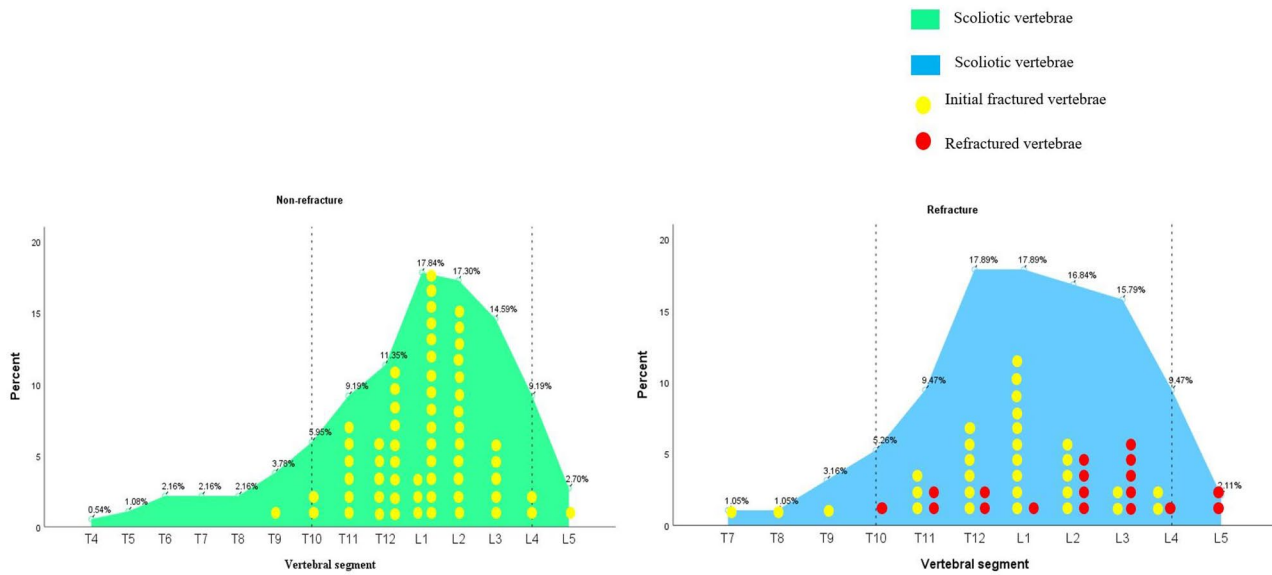 Scoliotic vertebrae
Scoliotic vertebrae
Initial fractured vertebrae
Refractured vertebrae
Non-refracture
20
15
10
5
0
Percent
0.54%
1.08%
2.16%
2.16%
2.16%
3.78%
5.95%
9.19%
11.35%
17.84%
17.30%
14.59%
9.19%
2.70%
T4 T5 T6 T7 T8 T9 T10 T11 T12 L1 L2 L3 L4 L5
Vertebral segment
Refracture
20
15
10
5
0
Percent
1.05%
1.05%
3.16%
5.26%
9.47%
17.89%
17.89%
16.84%
15.79%
9.47%
2.11%
T7 T8 T9 T10 T11 T12 L1 L2 L3 L4 L5
Vertebral segment